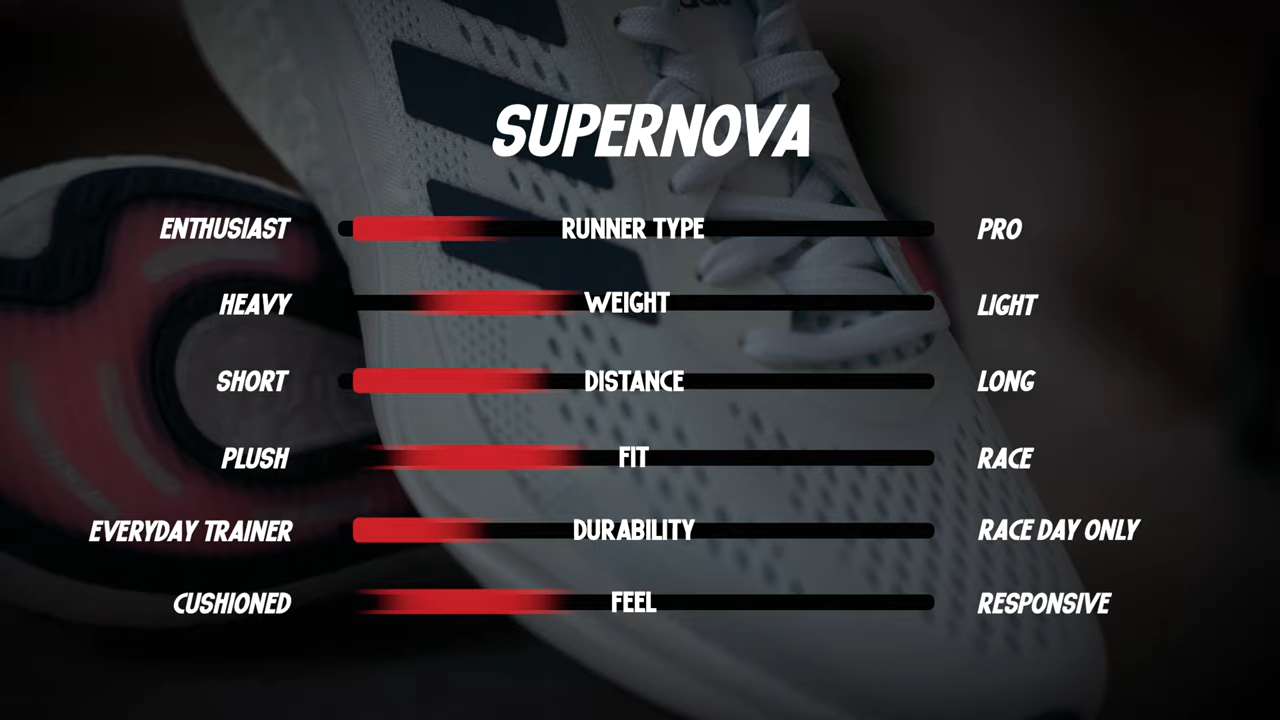 SUPERNOVA
ENTHUSIAST RUNNER TYPE PRO
HEAVY WEIGHT LIGHT
SHORT DISTANCE LONG
PLUSH FIT RACE
EVERYDAY TRAINER DURABILITY RACE DAY ONLY
CUSHIONED FEEL RESPONSIVE